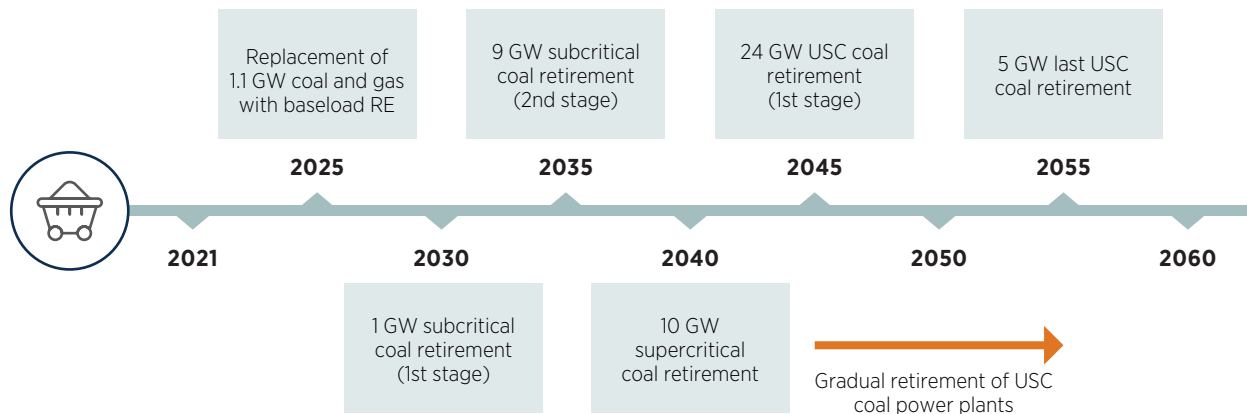 Replacement of
1.1 GW coal and gas
with baseload RE
9 GW subcritical
coal retirement
(2nd stage)
24 GW USC coal
retirement
(1st stage)
5 GW last USC
coal retirement
2025
2035
2045
2055
2021
2030
2040
2050
2060
1 GW subcritical
coal retirement
(1st stage)
10 GW
supercritical
coal retirement
Gradual retirement of USC
coal power plants